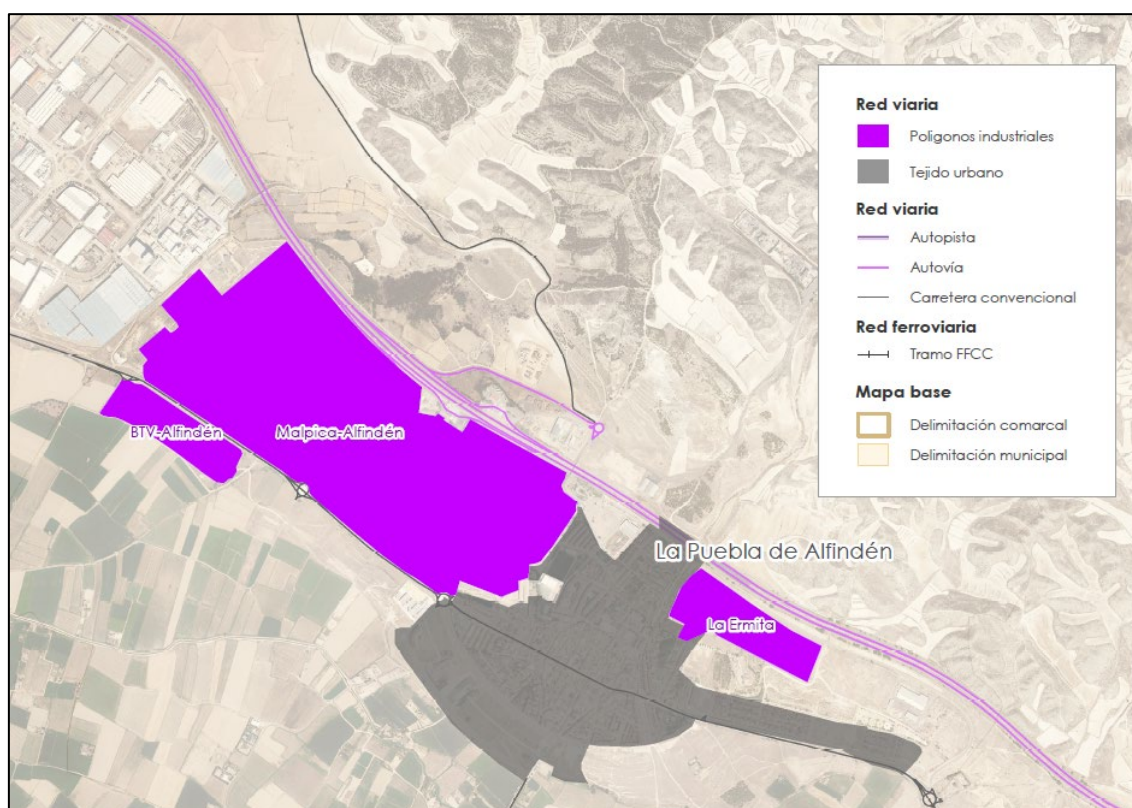 Red viaria
Poligonos industriales
Tejido urbano
Red viaria
Autopista
Autovía
Carretera convencional
Red ferroviaria
Tramo FFCC
Mapa base
Delimitación comarcal
Delimitación municipal
BTV-Alfindén
Malpica-Alfindén
La Puebla de Alfindén
La Ermita